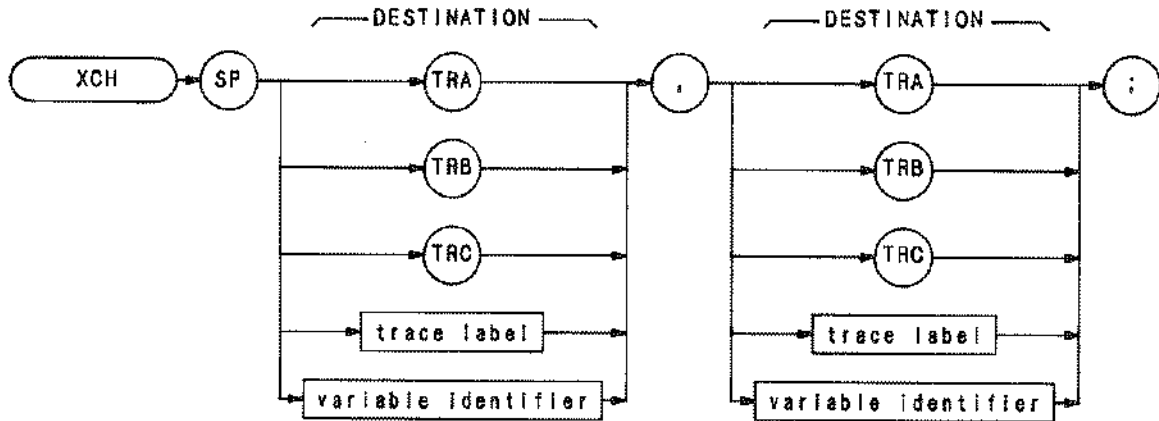 DESTINATION DESTINATION
XCH SP TRA , TRA ;
TRB TRB
TRC TRC
trace label trace label
variable identifier variable identifier